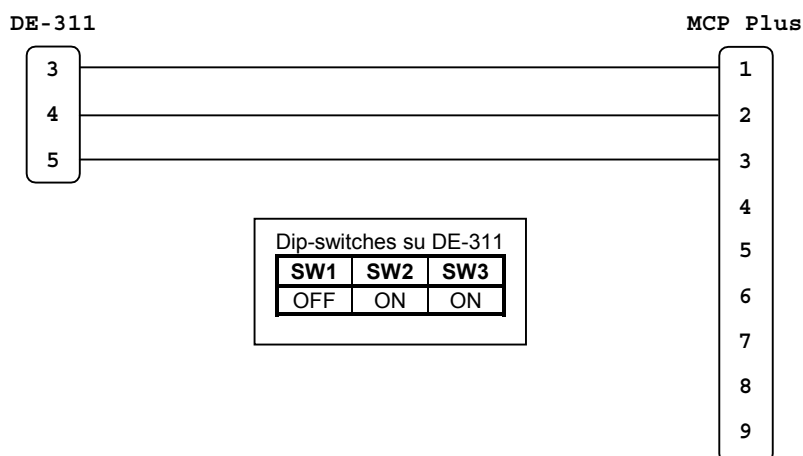 DE-311 MCP Plus
3 1
4 2
5 3
4
Dip-switches su DE-311
5
SW1 SW2 SW3
OFF ON ON
6
7
8
9